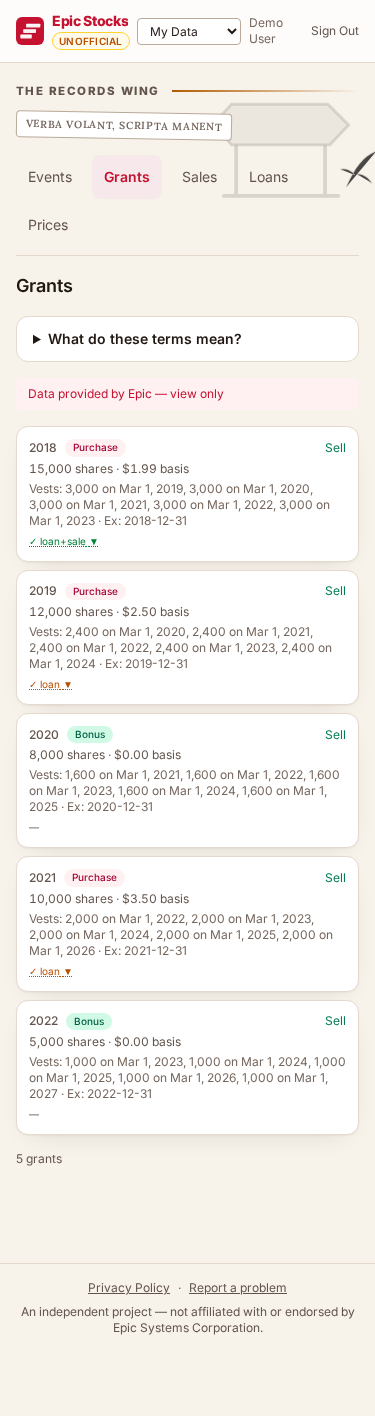 Epic Stocks
UNOFFICIAL
My Data
Demo
User
Sign Out
THE RECORDS WING
VERBA VOLANT, SCRIPTA MANENT
Events
Grants
Sales
Loans
Prices
Grants
▶ What do these terms mean?
Data provided by Epic — view only
2018 Purchase Sell
15,000 shares · $1.99 basis
Vests: 3,000 on Mar 1, 2019, 3,000 on Mar 1, 2020,
3,000 on Mar 1, 2021, 3,000 on Mar 1, 2022, 3,000 on
Mar 1, 2023 · Ex: 2018-12-31
✓ loan+sale ▼
2019 Purchase Sell
12,000 shares · $2.50 basis
Vests: 2,400 on Mar 1, 2020, 2,400 on Mar 1, 2021,
2,400 on Mar 1, 2022, 2,400 on Mar 1, 2023, 2,400 on
Mar 1, 2024 · Ex: 2019-12-31
✓ loan ▼
2020 Bonus Sell
8,000 shares · $0.00 basis
Vests: 1,600 on Mar 1, 2021, 1,600 on Mar 1, 2022, 1,600
on Mar 1, 2023, 1,600 on Mar 1, 2024, 1,600 on Mar 1,
2025 · Ex: 2020-12-31
—
2021 Purchase Sell
10,000 shares · $3.50 basis
Vests: 2,000 on Mar 1, 2022, 2,000 on Mar 1, 2023,
2,000 on Mar 1, 2024, 2,000 on Mar 1, 2025, 2,000 on
Mar 1, 2026 · Ex: 2021-12-31
✓ loan ▼
2022 Bonus Sell
5,000 shares · $0.00 basis
Vests: 1,000 on Mar 1, 2023, 1,000 on Mar 1, 2024, 1,000
on Mar 1, 2025, 1,000 on Mar 1, 2026, 1,000 on Mar 1,
2027 · Ex: 2022-12-31
—
5 grants
Privacy Policy · Report a problem
An independent project — not affiliated with or endorsed by
Epic Systems Corporation.